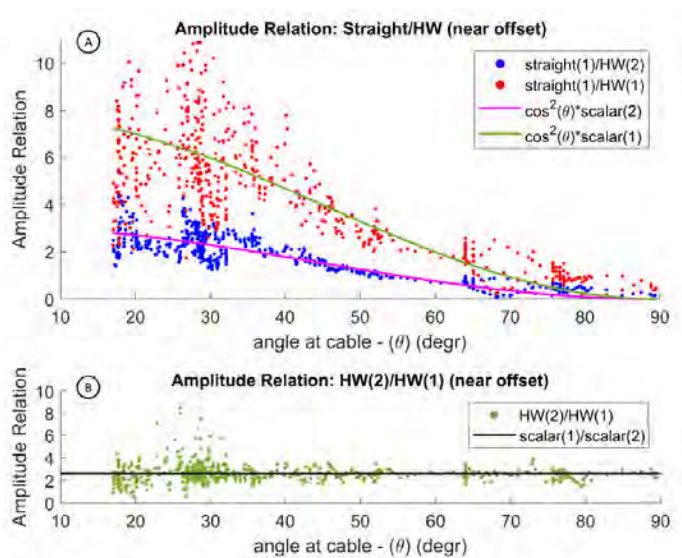 A
Amplitude Relation: Straight/HW (near offset)
10
8
6
4
2
0
Amplitude Relation
straight(1)/HW(2)
straight(1)/HW(1)
cos²(θ)*scalar(2)
cos²(θ)*scalar(1)
10 20 30 40 50 60 70 80 90
angle at cable - (θ) (degr)
B
Amplitude Relation: HW(2)/HW(1) (near offset)
10
8
6
4
2
0
Amplitude Relation
HW(2)/HW(1)
scalar(1)/scalar(2)
10 20 30 40 50 60 70 80 90
angle at cable - (θ) (degr)